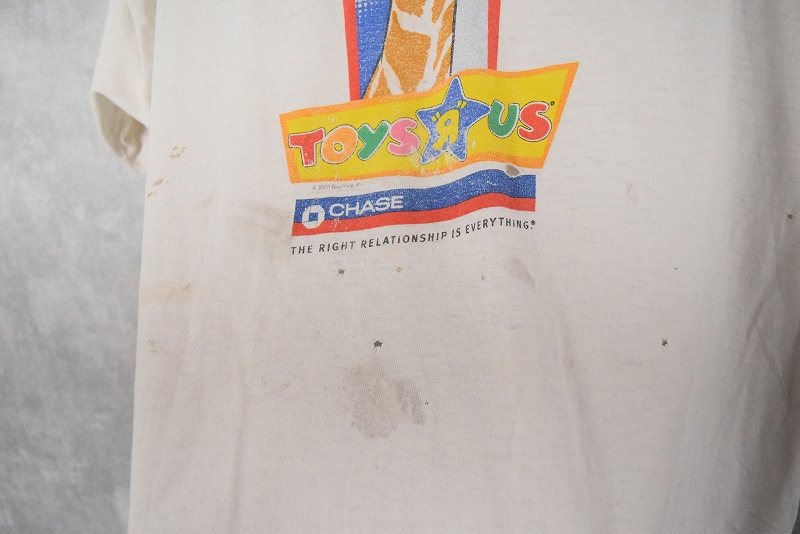 TOYS "R" US®
CHASE
THE RIGHT RELATIONSHIP IS EVERYTHING.®